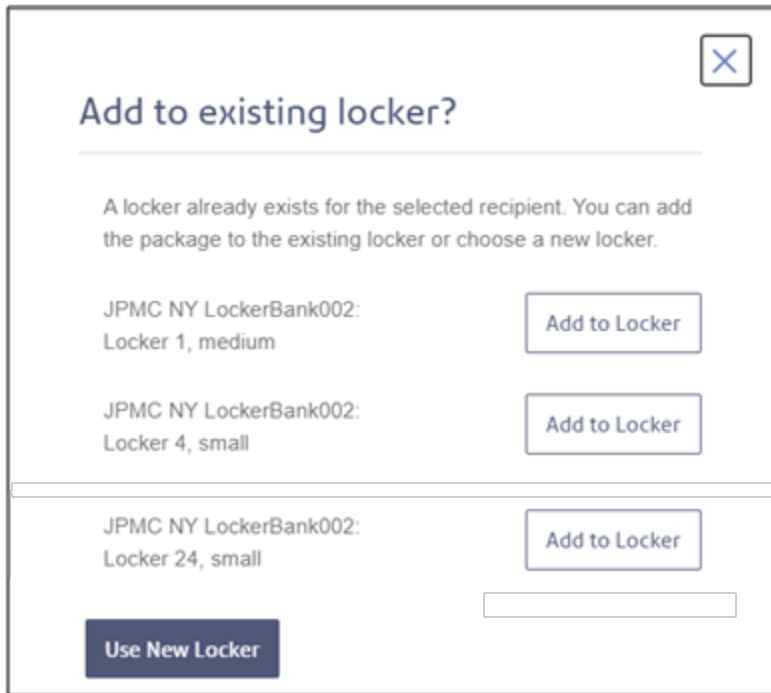 Add to existing locker?
A locker already exists for the selected recipient. You can add
the package to the existing locker or choose a new locker.
JPMC NY LockerBank002:
Locker 1, medium
Add to Locker
JPMC NY LockerBank002:
Locker 4, small
Add to Locker
JPMC NY LockerBank002:
Locker 24, small
Add to Locker
Use New Locker